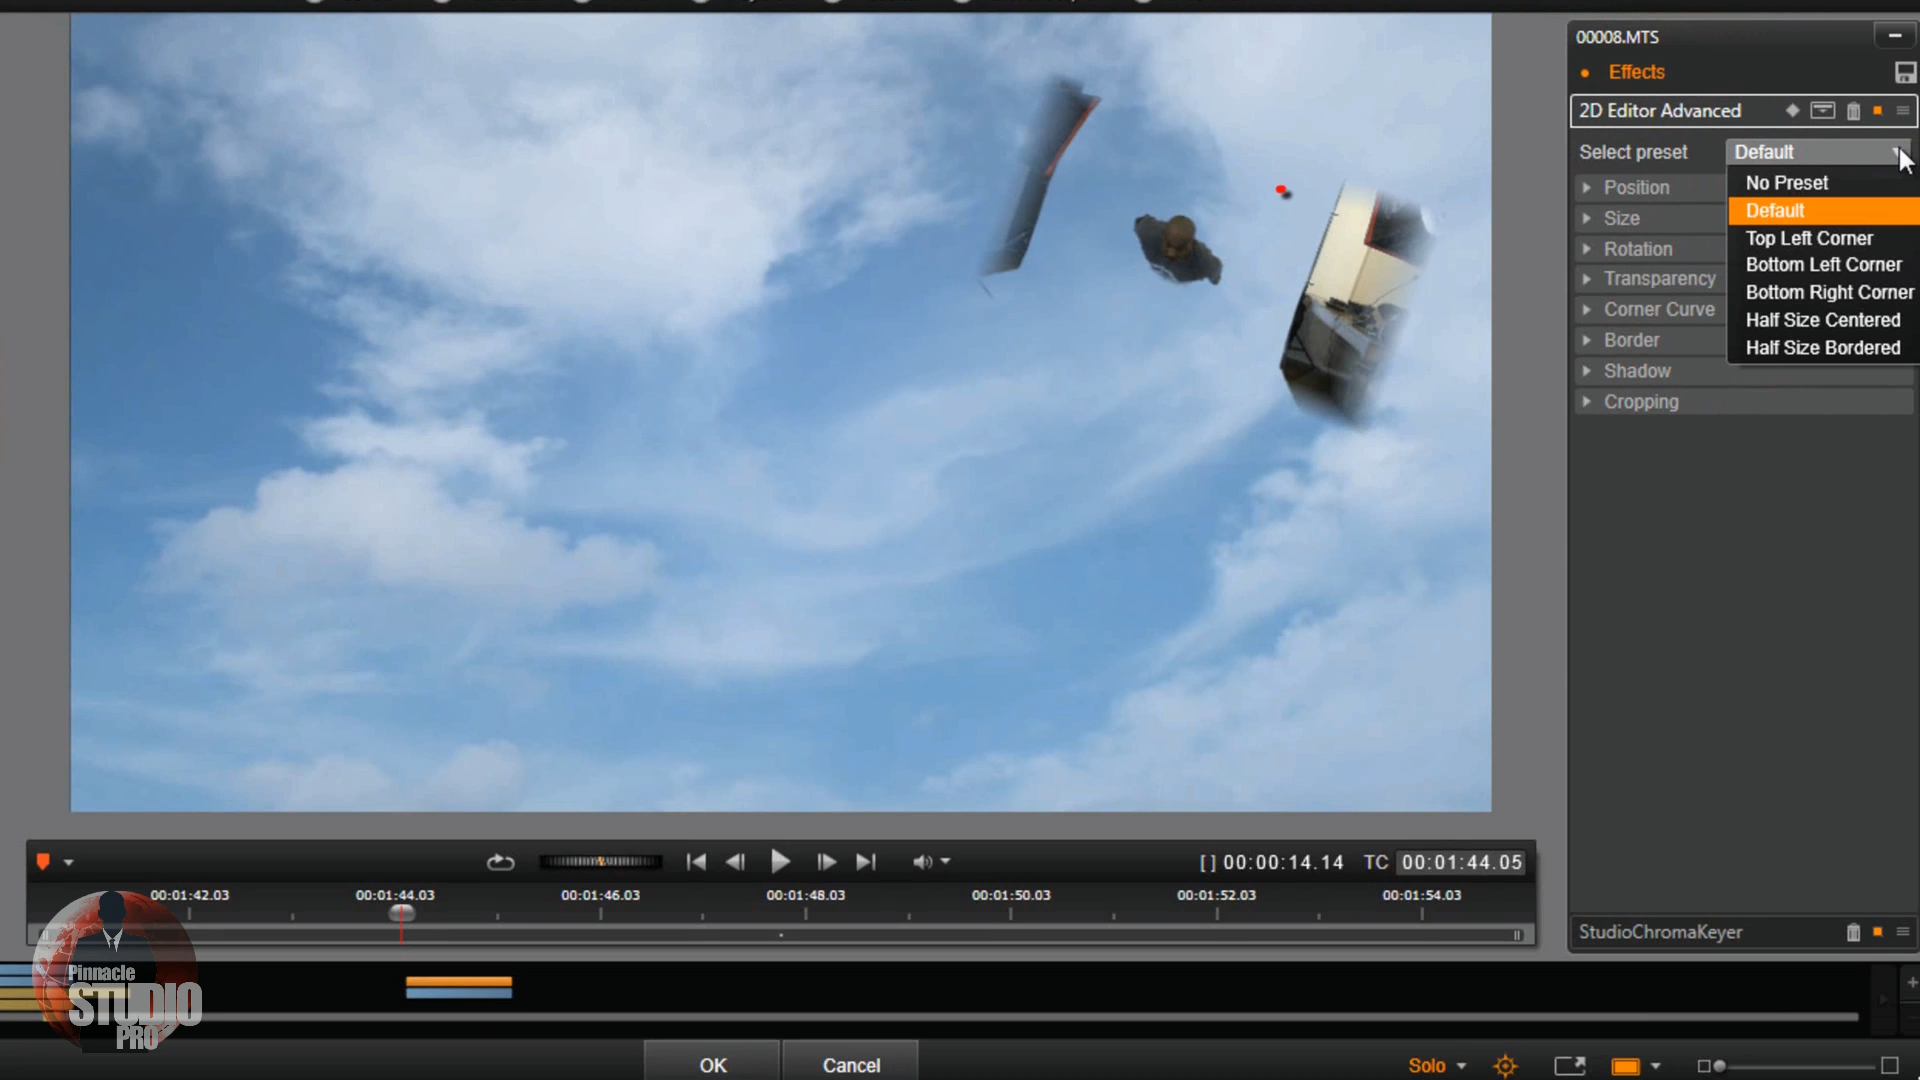 00008.MTS
Effects
2D Editor Advanced
Select preset
Default
No Preset
Position
Default
Size
Top Left Corner
Rotation
Bottom Left Corner
Transparency
Bottom Right Corner
Corner Curve
Half Size Centered
Border
Half Size Bordered
Shadow
Cropping
[] 00:00:14.14 TC 00:01:44.05
00:01:42.03 00:01:44.03 00:01:46.03 00:01:48.03 00:01:50.03 00:01:52.03 00:01:54.03
StudioChromaKeyer
Pinnacle
STUDIO
PRO
OK Cancel Solo